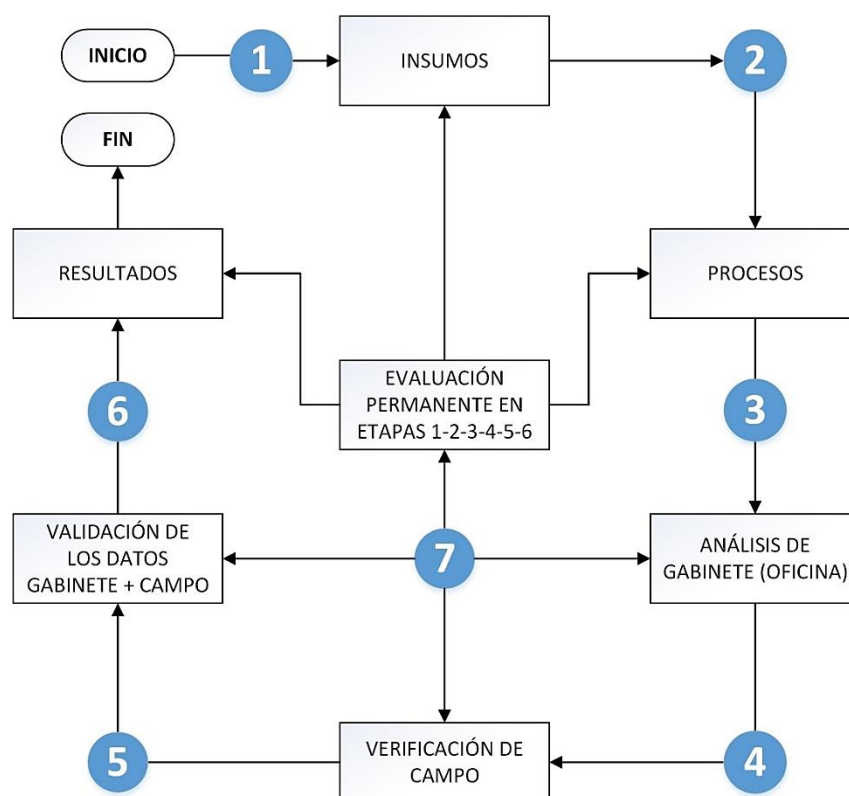 INICIO
1
INSUMOS
2
FIN
RESULTADOS
PROCESOS
EVALUACIÓN
PERMANENTE EN
ETAPAS 1-2-3-4-5-6
6
3
VALIDACIÓN DE
LOS DATOS
GABINETE + CAMPO
7
ANÁLISIS DE
GABINETE (OFICINA)
5
VERIFICACIÓN DE
CAMPO
4